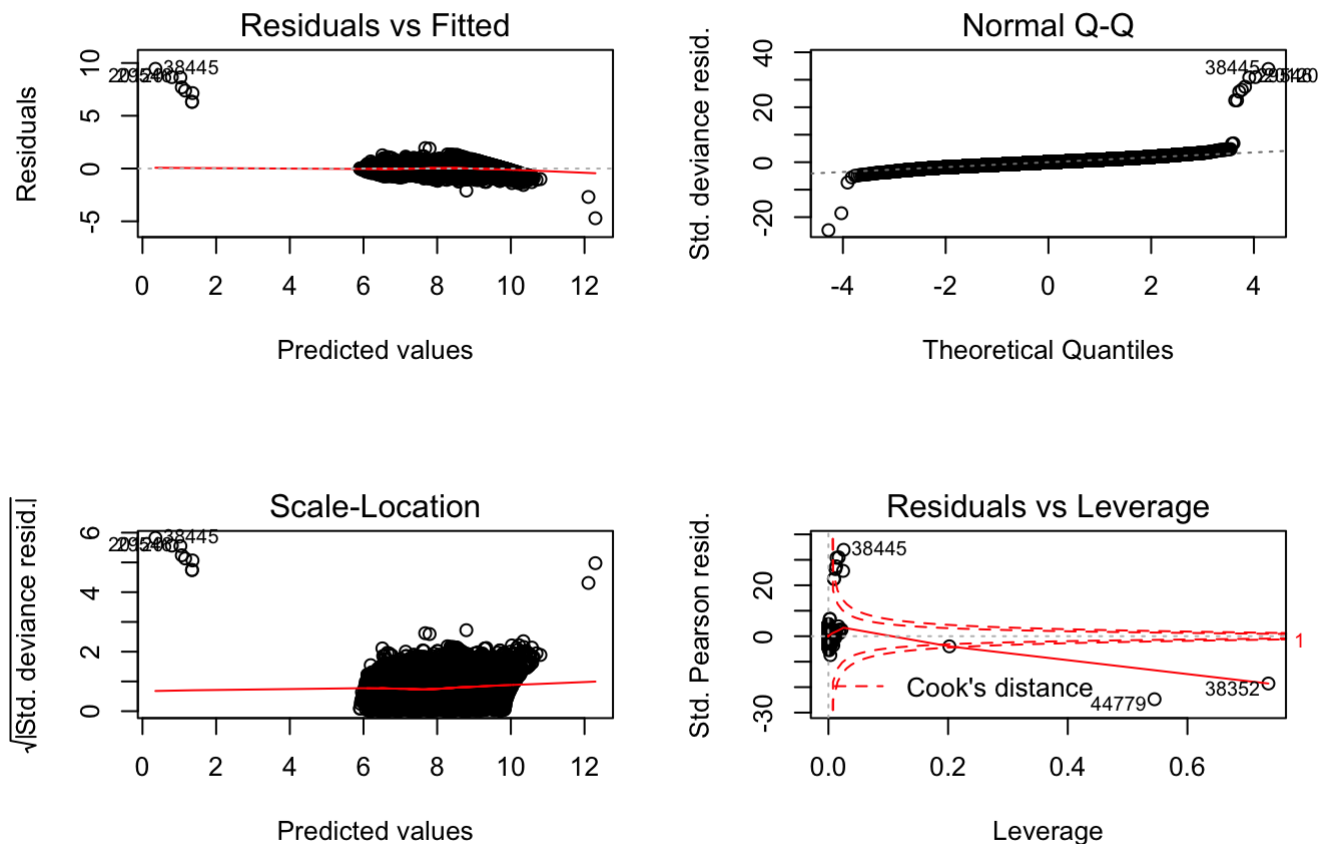 Residuals vs Fitted
Residuals
10
5
0
-5
38445
0 2 4 6 8 10 12
Predicted values
Normal Q-Q
Std. deviance resid.
40
20
0
-20
38445
-4 -2 0 2 4
Theoretical Quantiles
Scale-Location
√|Std. deviance resid.|
6
4
2
0
38445
0 2 4 6 8 10 12
Predicted values
Residuals vs Leverage
Std. Pearson resid.
20
0
-30
38445
1
38352
44779
Cook's distance
0.0 0.2 0.4 0.6
Leverage